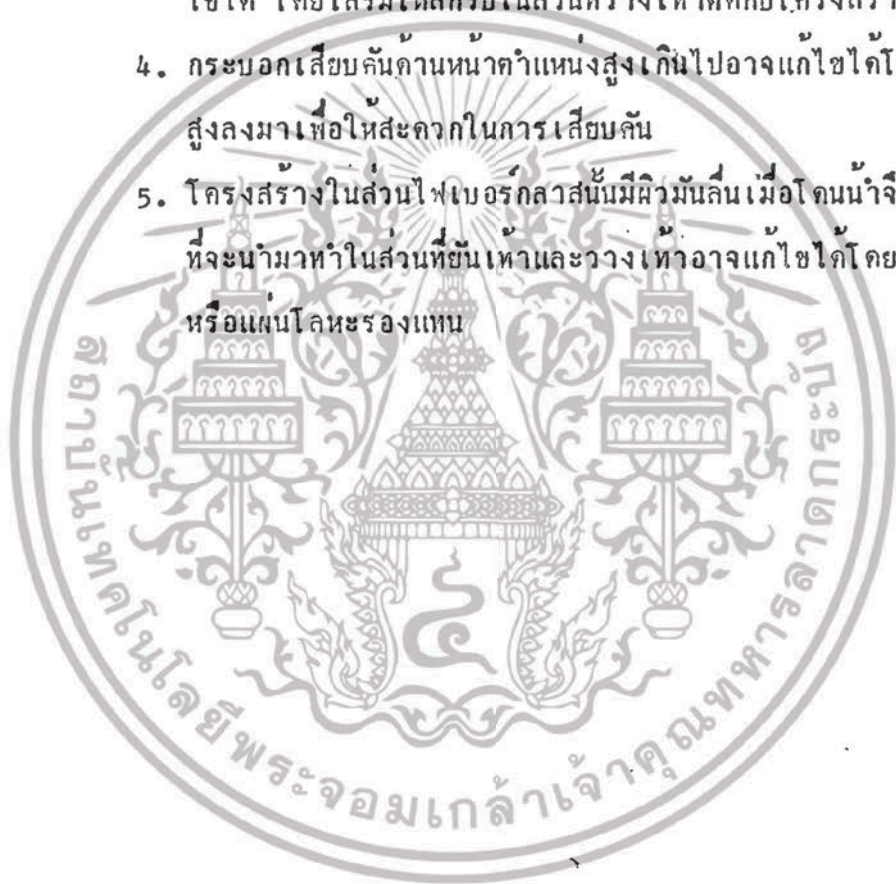 4. กระบอกเสียบคันด้านหน้าตำแหน่งสูงเกินไปอาจแก้ไขได้โ
สูงลงมาเพื่อให้สะดวกในการเสียบคัน
5. โครงสร้างในส่วนไฟเบอร์กลาสนั้นมีผิวมันลื่นเมื่อโดนน้ำจึ
ที่จะนำมาทำในส่วนที่ยันเท้าและวางเท้าอาจแก้ไขได้โดย
หรือแผ่นโลหะรองแทน
สถาบันเทคโนโลยีพระจอมเกล้าเจ้าคุณทหารลาดกระบัง
๔